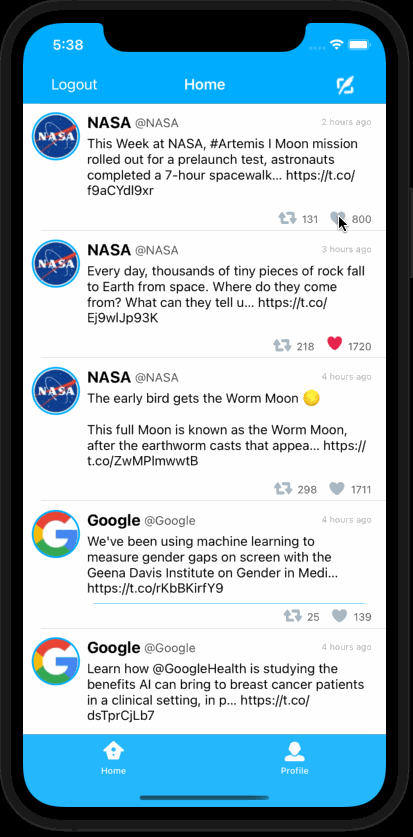 5:38
Logout Home
NASA @NASA 2 hours ago
This Week at NASA, #Artemis I Moon mission
rolled out for a prelaunch test, astronauts
completed a 7-hour spacewalk... https://t.co/
f9aCYdI9xr
131 800
NASA @NASA 3 hours ago
Every day, thousands of tiny pieces of rock fall
to Earth from space. Where do they come
from? What can they tell u... https://t.co/
Ej9wlJp93K
218 1720
NASA @NASA 4 hours ago
The early bird gets the Worm Moon 🌕
This full Moon is known as the Worm Moon,
after the earthworm casts that appea... https://
t.co/ZwMPImwwtB
298 1711
Google @Google 4 hours ago
We've been using machine learning to
measure gender gaps on screen with the
Geena Davis Institute on Gender in Medi...
https://t.co/rKbBKirfY9
25 139
Google @Google 4 hours ago
Learn how @GoogleHealth is studying the
benefits AI can bring to breast cancer patients
in a clinical setting, in p... https://t.co/
dsTprCjLb7
Home Profile